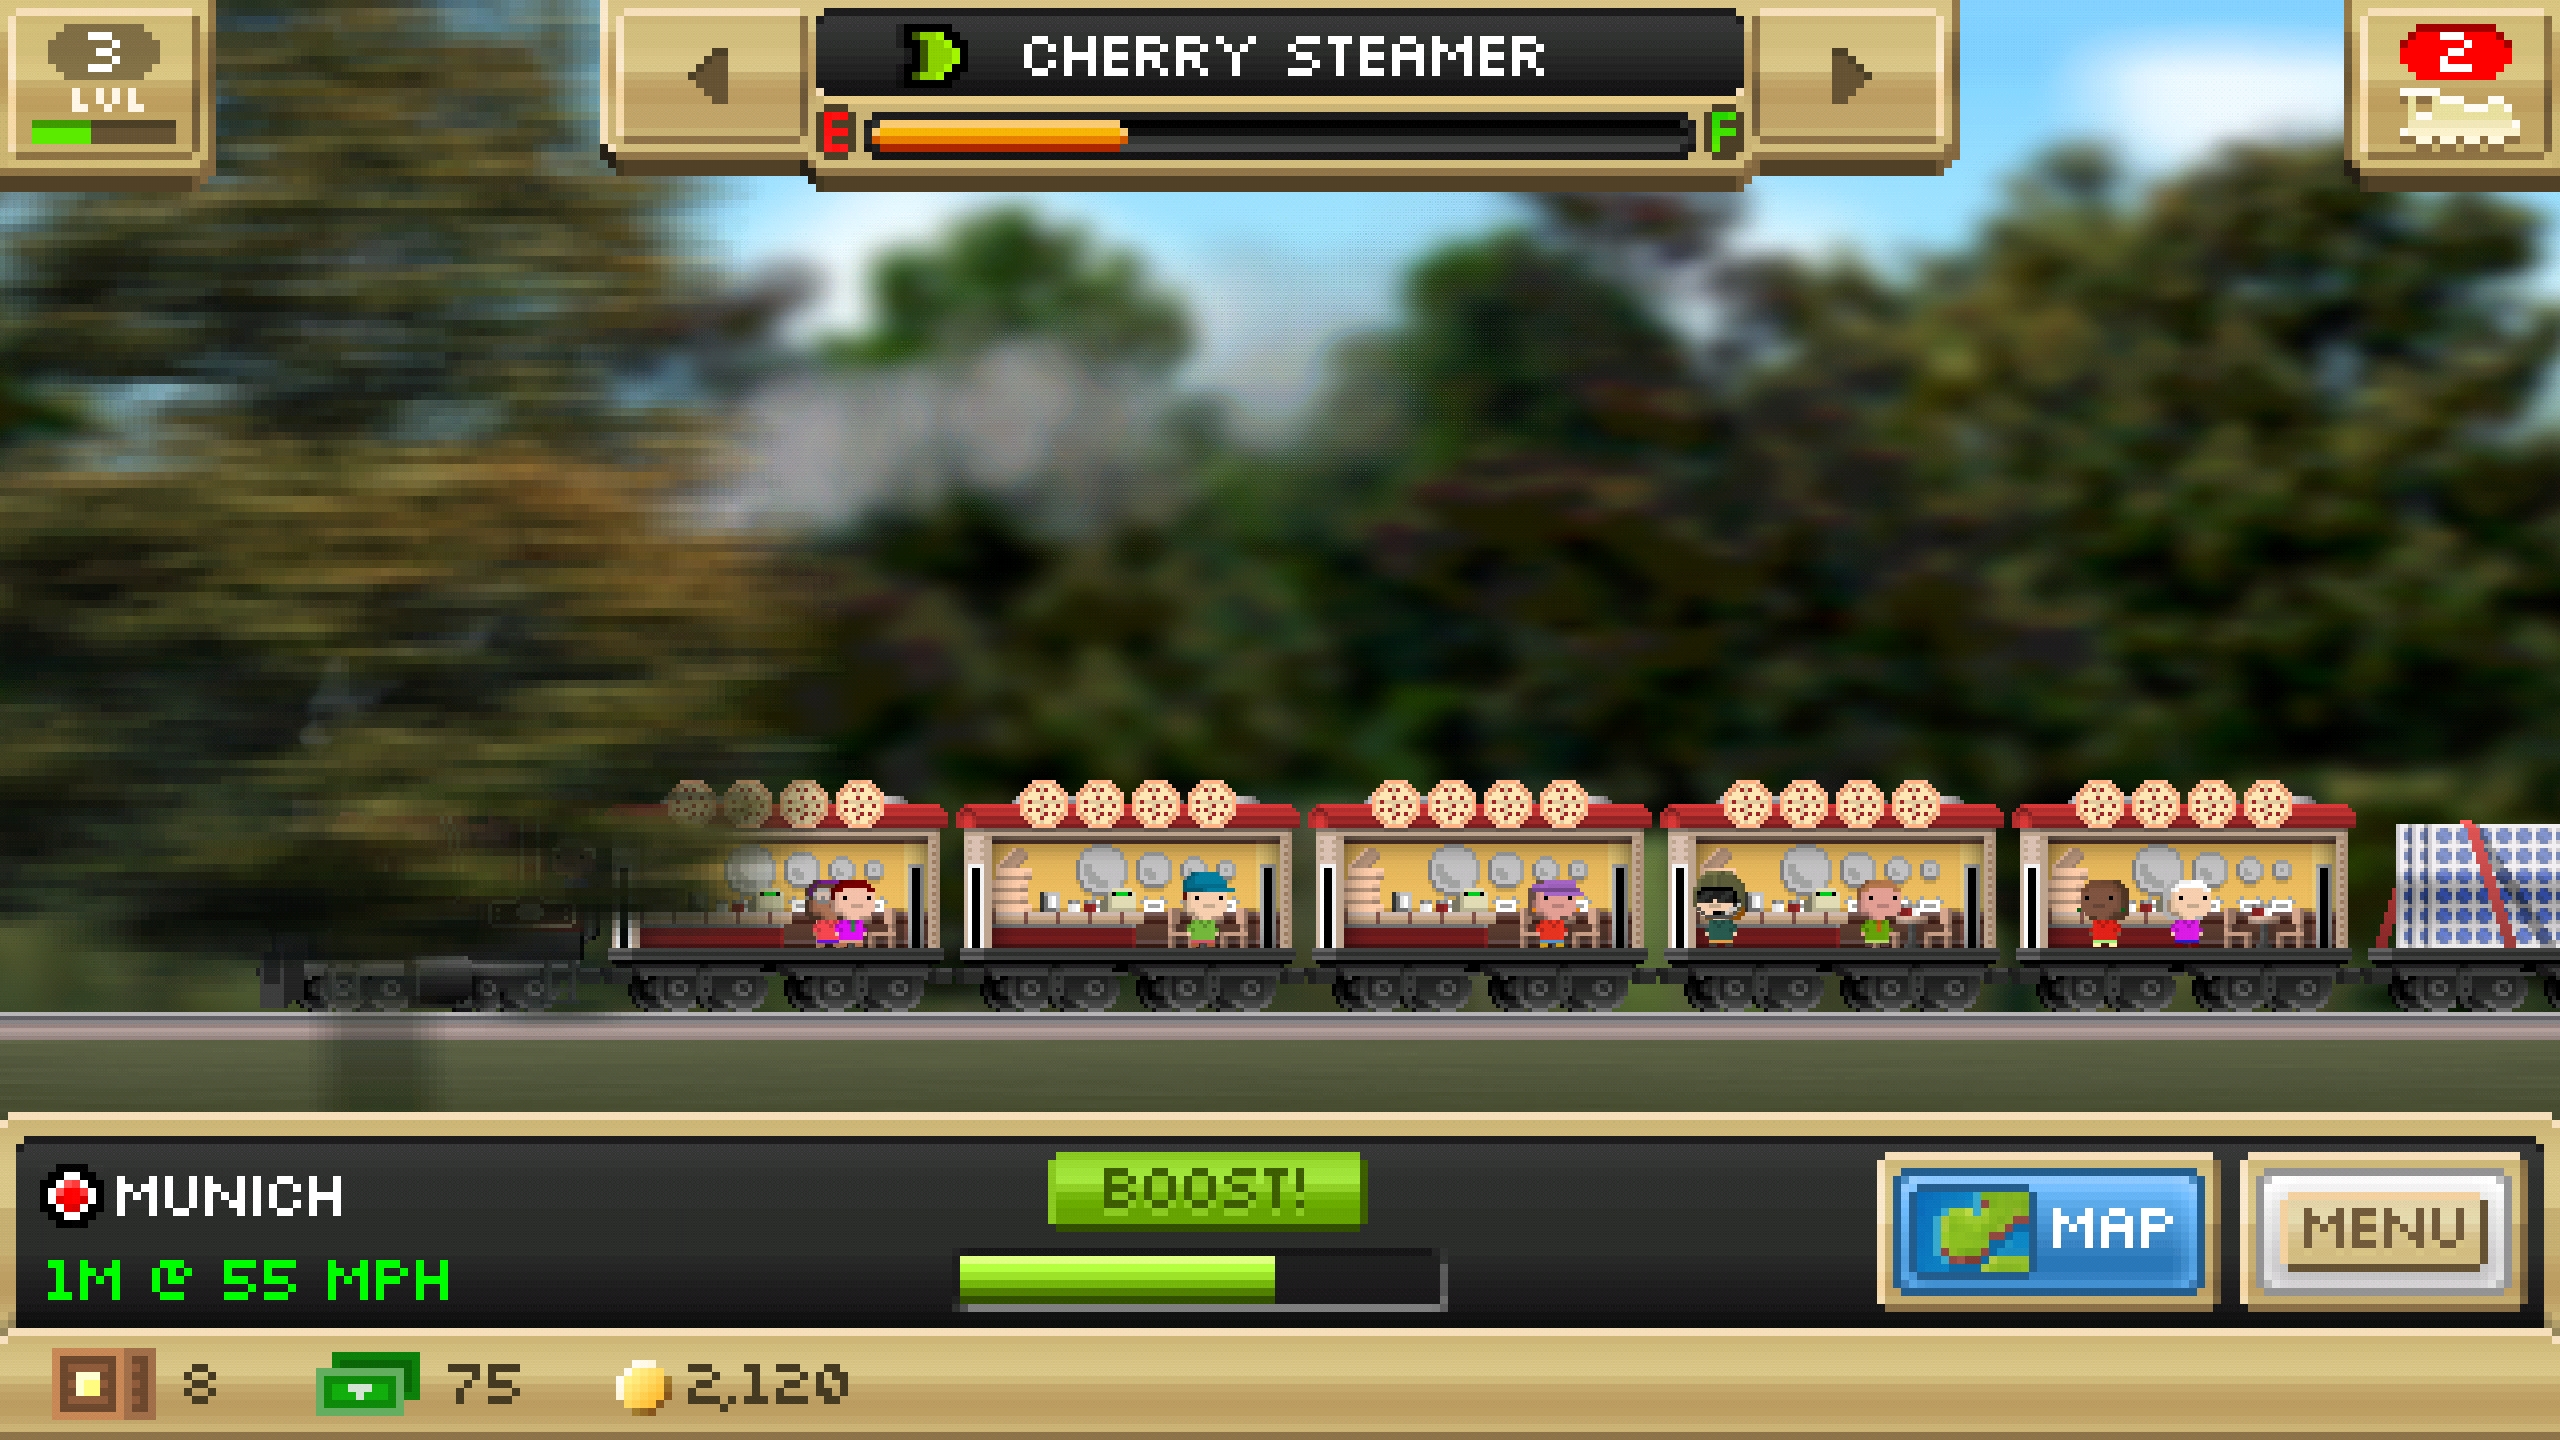 3
LVL
CHERRY STEAMER
E F
2
MUNICH
BOOST!
1M @ 55 MPH
MAP
MENU
8 75 2,120